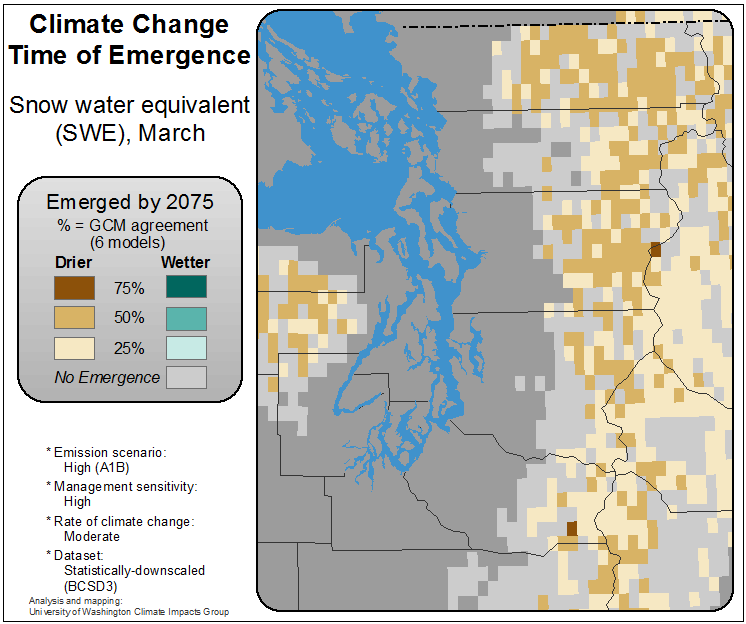 Climate Change
Time of Emergence
Snow water equivalent
(SWE), March
Emerged by 2075
% = GCM agreement
(6 models)
Drier Wetter
75%
50%
25%
No Emergence
* Emission scenario:
High (A1B)
* Management sensitivity:
High
* Rate of climate change:
Moderate
* Dataset:
Statistically-downscaled
(BCSD3)
Analysis and mapping:
University of Washington Climate Impacts Group